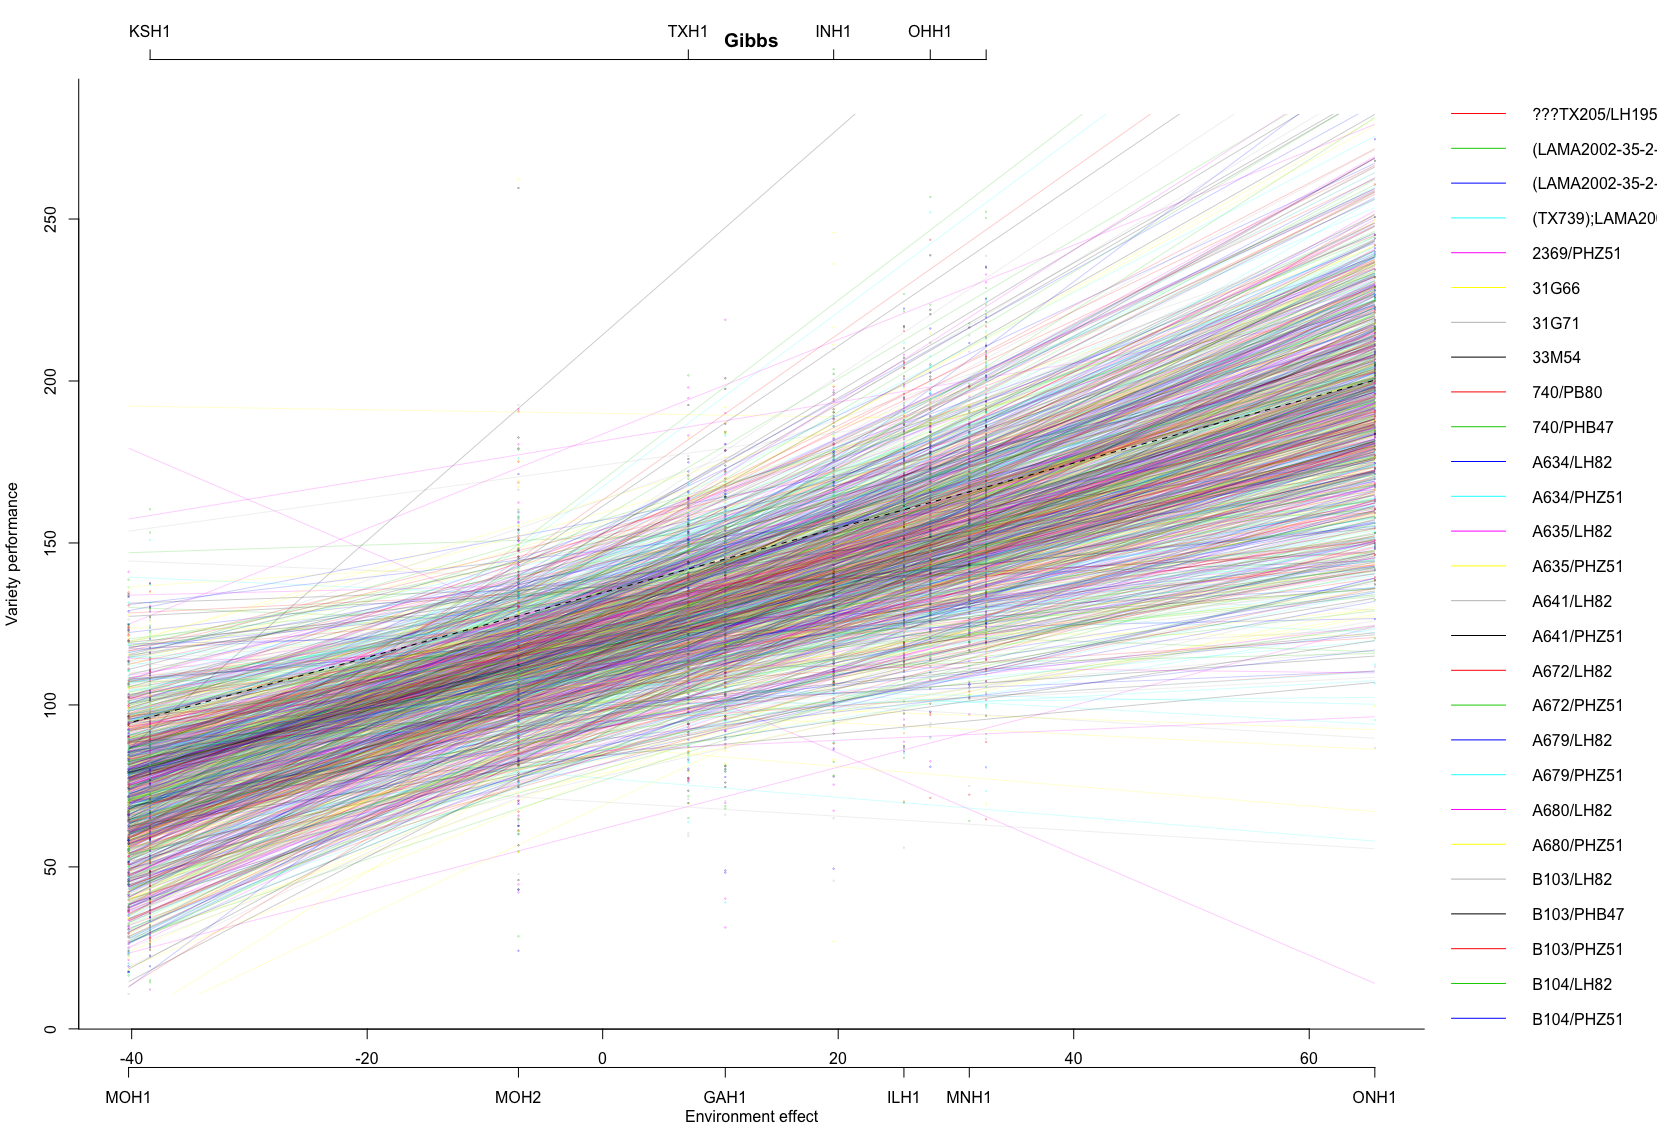 KSH1 TXH1 INH1 OHH1
Gibbs
Variety performance
250
200
150
100
50
0
-40 -20 0 20 40 60
MOH1 MOH2 GAH1 ILH1 MNH1 ONH1
Environment effect
???TX205/LH195
(LAMA2002-35-2-
(LAMA2002-35-2-
(TX739);LAMA20
2369/PHZ51
31G66
31G71
33M54
740/PB80
740/PHB47
A634/LH82
A634/PHZ51
A635/LH82
A635/PHZ51
A641/LH82
A641/PHZ51
A672/LH82
A672/PHZ51
A679/LH82
A679/PHZ51
A680/LH82
A680/PHZ51
B103/LH82
B103/PHB47
B103/PHZ51
B104/LH82
B104/PHZ51